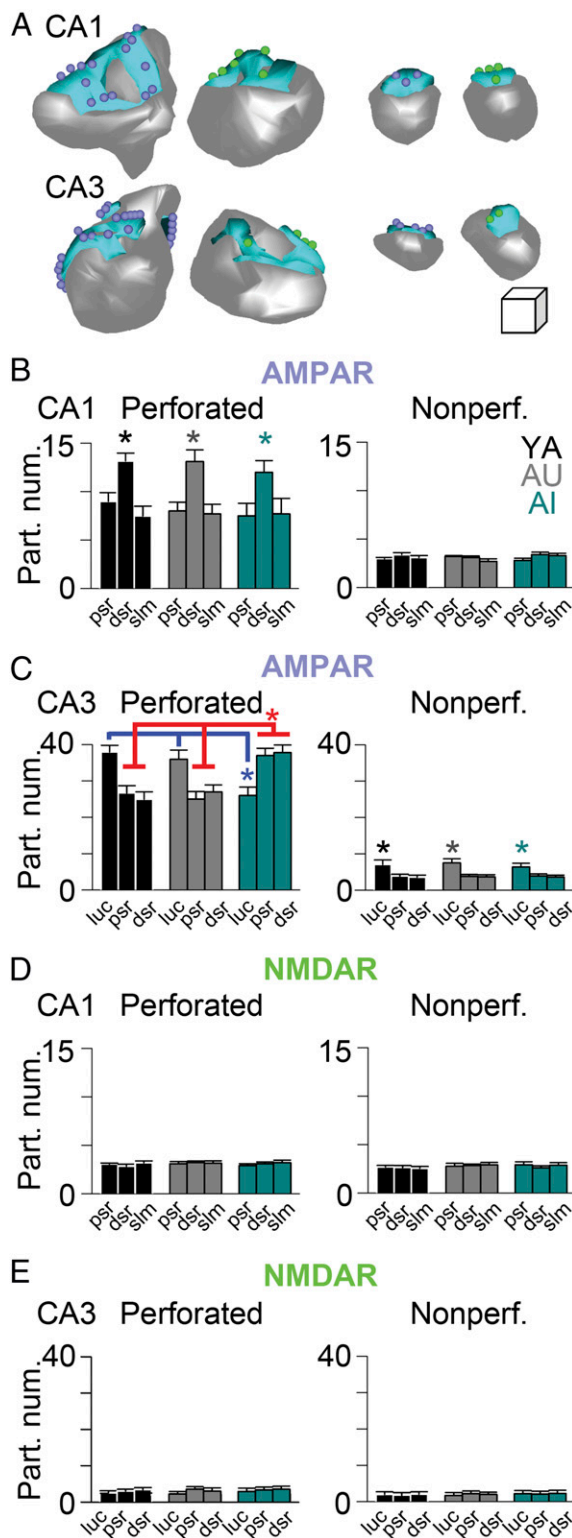 A
CA1
CA3
B
AMPAR
CA1 Perforated Nonperf.
YA
AU
AI
Part. num.
15
0
psr dsr slm psr dsr slm psr dsr slm
* * *
15
0
psr dsr slm psr dsr slm psr dsr slm
C
AMPAR
CA3 Perforated Nonperf.
Part. num.
40
0
luc psr dsr luc psr dsr luc psr dsr
* *
40
0
luc psr dsr luc psr dsr luc psr dsr
* * *
D
NMDAR
CA1 Perforated Nonperf.
Part. num.
15
0
psr dsr slm psr dsr slm psr dsr slm
15
0
psr dsr slm psr dsr slm psr dsr slm
E
NMDAR
CA3 Perforated Nonperf.
Part. num.
40
0
luc psr dsr luc psr dsr luc psr dsr
40
0
luc psr dsr luc psr dsr luc psr dsr